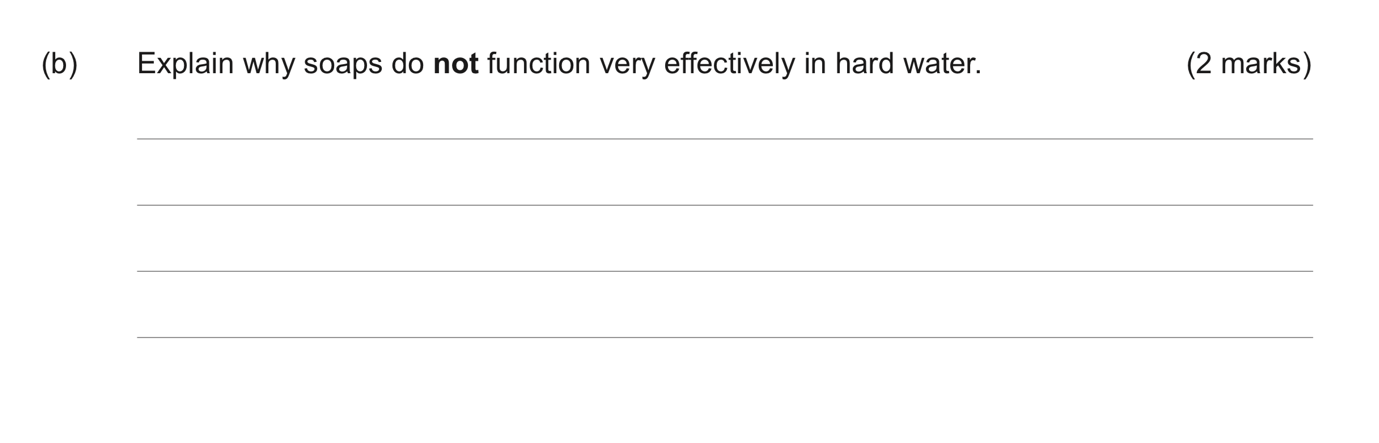 (b) Explain why soaps do not function very effectively in hard water. (2 marks)